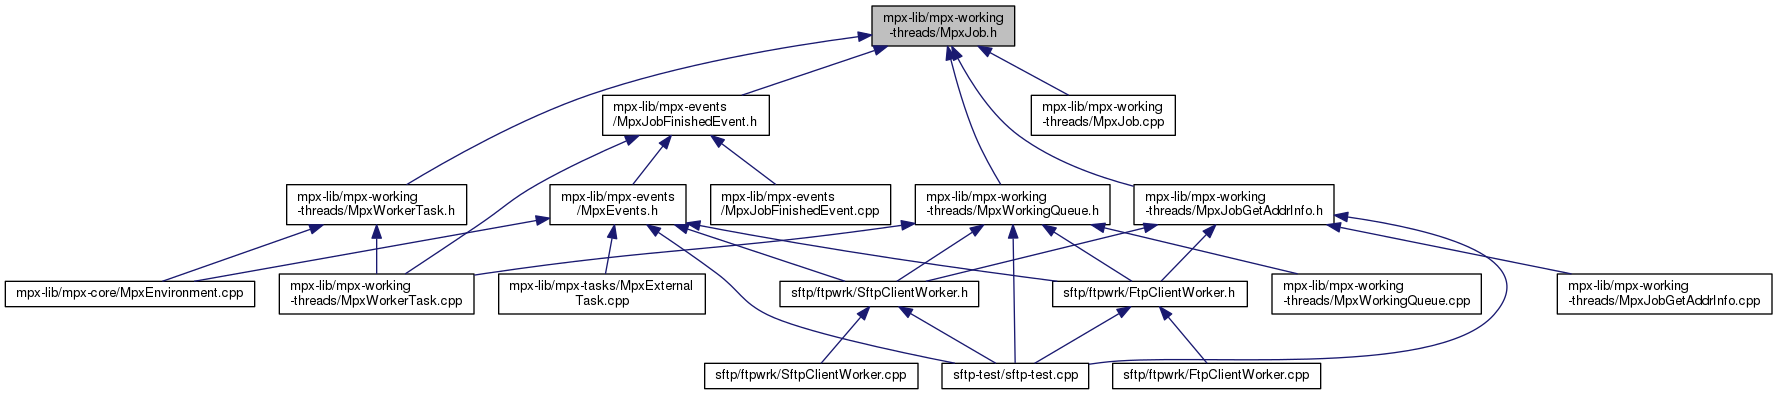 mpx-lib/mpx-working
-threads/MpxJob.h
mpx-lib/mpx-events
/MpxJobFinishedEvent.h
mpx-lib/mpx-working
-threads/MpxJob.cpp
mpx-lib/mpx-working
-threads/MpxWorkerTask.h
mpx-lib/mpx-events
/MpxEvents.h
mpx-lib/mpx-events
/MpxJobFinishedEvent.cpp
mpx-lib/mpx-working
-threads/MpxWorkingQueue.h
mpx-lib/mpx-working
-threads/MpxJobGetAddrInfo.h
mpx-lib/mpx-core/MpxEnvironment.cpp
mpx-lib/mpx-working
-threads/MpxWorkerTask.cpp
mpx-lib/mpx-tasks/MpxExternal
Task.cpp
sftp/ftpwrk/SftpClientWorker.h
sftp/ftpwrk/FtpClientWorker.h
mpx-lib/mpx-working
-threads/MpxWorkingQueue.cpp
mpx-lib/mpx-working
-threads/MpxJobGetAddrInfo.cpp
sftp/ftpwrk/SftpClientWorker.cpp
sftp-test/sftp-test.cpp
sftp/ftpwrk/FtpClientWorker.cpp